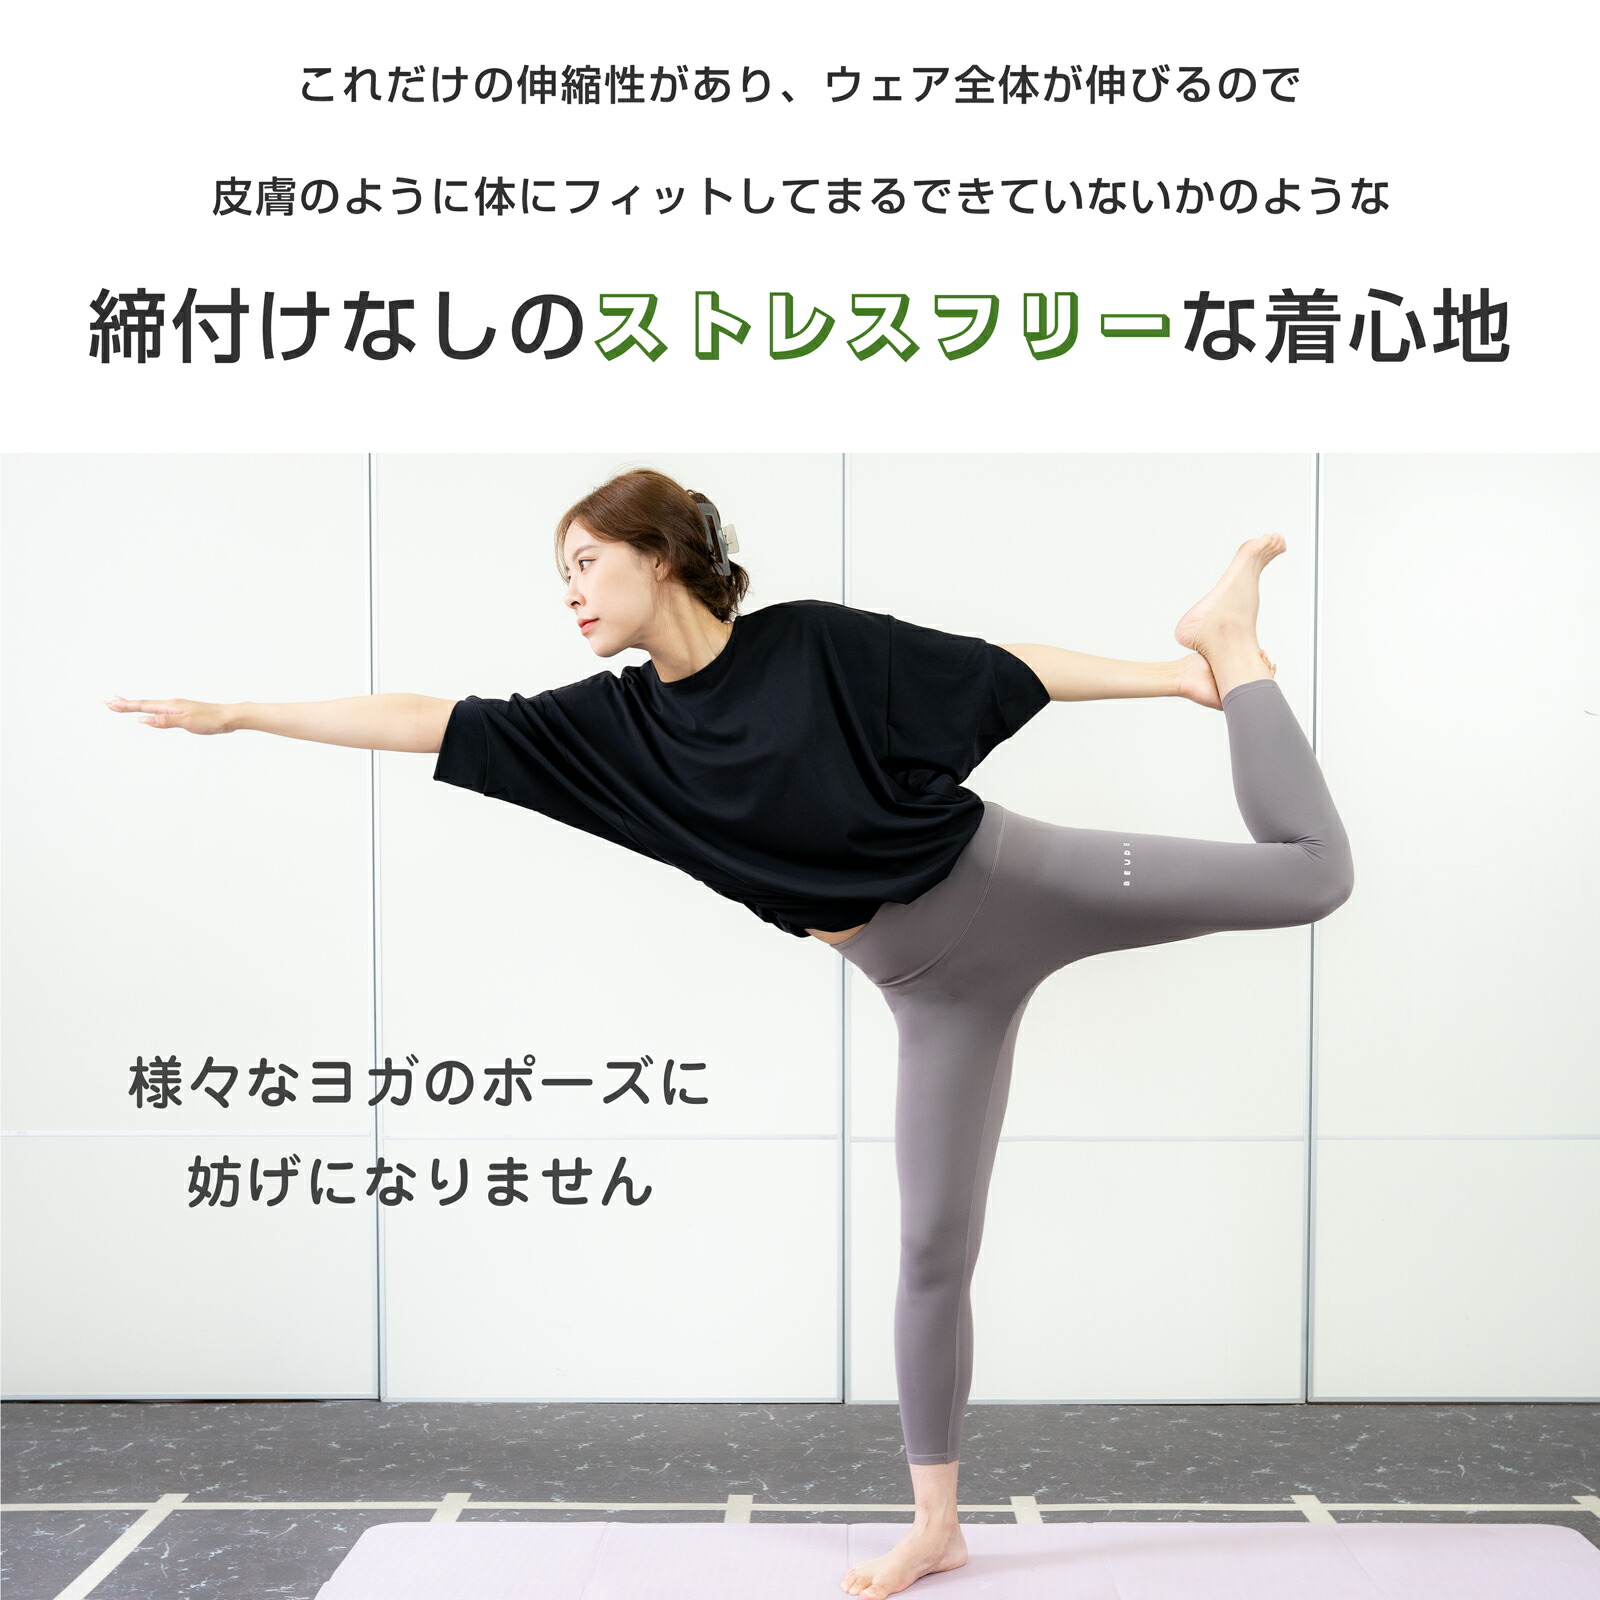 これだけの伸縮性があり、ウェア全体が伸びるので
皮膚のように体にフィットしてまるできていないかのような
締付けなしのストレスフリーな着心地
BEUDE
様々なヨガのポーズに
妨げになりません